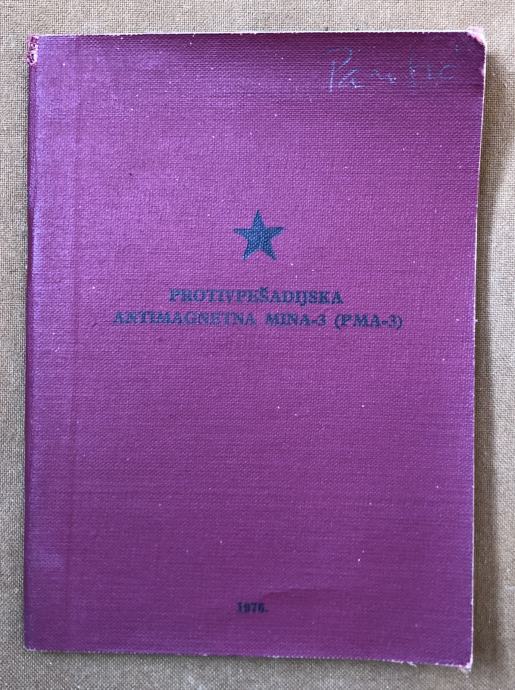 PROTIVPEŠADIJSKA
ANTIMAGNETNA MINA-3 (PMA-3)
1976.